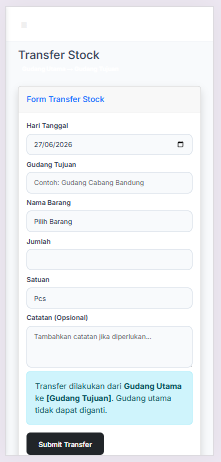 Transfer Stock
Form Transfer Stock
Hari Tanggal
27/06/2026
Gudang Tujuan
Contoh: Gudang Cabang Bandung
Nama Barang
Pilih Barang
Jumlah
Satuan
Pcs
Catatan (Opsional)
Tambahkan catatan jika diperlukan...
Transfer dilakukan dari Gudang Utama
ke [Gudang Tujuan]. Gudang utama
tidak dapat diganti.
Submit Transfer